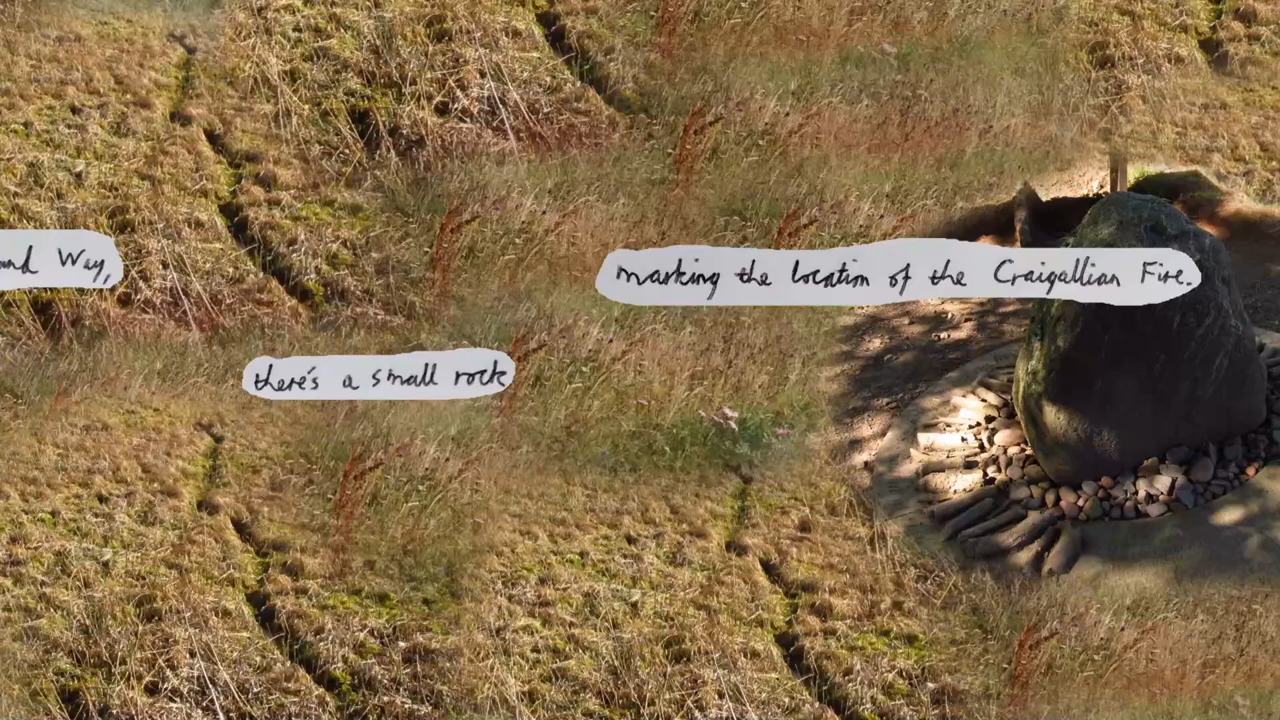 and Way,
there's a small rock
marking the location of the Craigallian Fire.